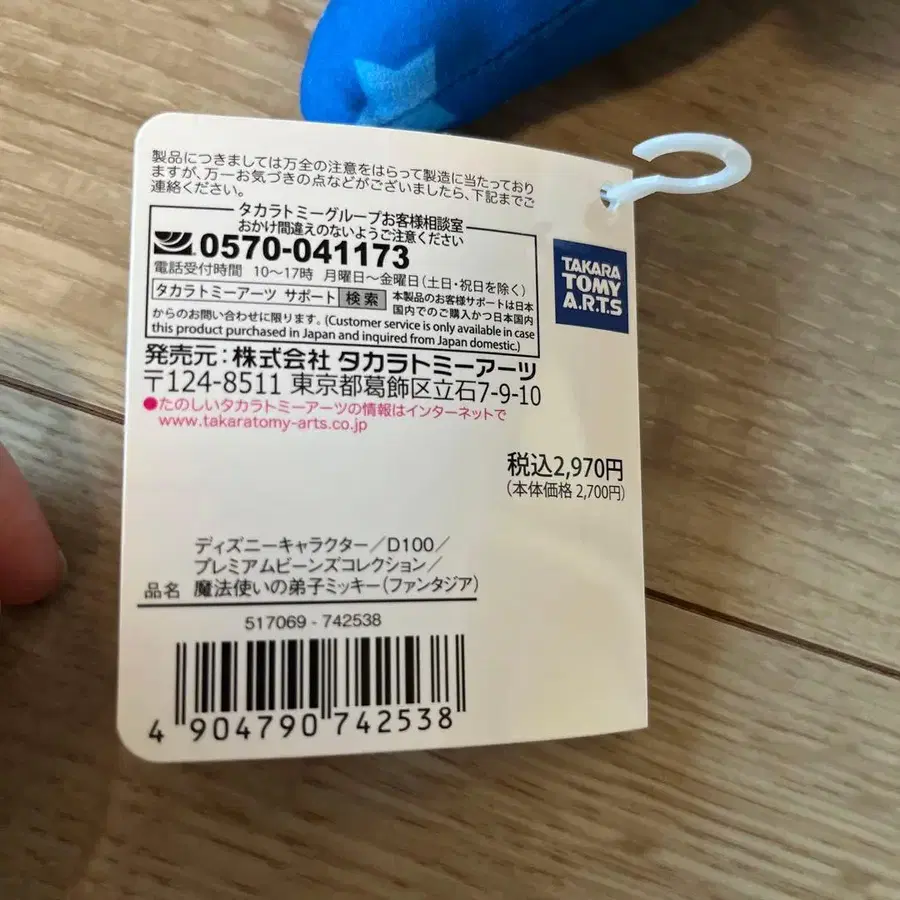 製品につきましては万全の注意をはらって製造に当たっており
ますが、万一お気づきの点などがございましたら、下記までご
連絡ください。
タカラトミーグループお客様相談室
おかけ間違えのないようご注意ください
0570-041173
電話受付時間 10〜17時 月曜日〜金曜日(土日・祝日を除く)
タカラトミーアーツ サポート 検索 本製品のお客様サポートは日本
国内でのご購入かつ日本国内
からのお問い合わせに限ります。(Customer service is only available in case
this product purchased in Japan and inquired from Japan domestic.)
TAKARA
TOMY
A.R.T.S
発売元:株式会社 タカラトミーアーツ
〒124-8511 東京都葛飾区立石7-9-10
●たのしいタカラトミーアーツの情報はインターネットで
www.takaratomy-arts.co.jp
税込2,970円
(本体価格 2,700円)
ディズニーキャラクター/D100/
プレミアムビーンズコレクション/
品名 魔法使いの弟子ミッキー(ファンタジア)
517069-742538
4 904790 742538